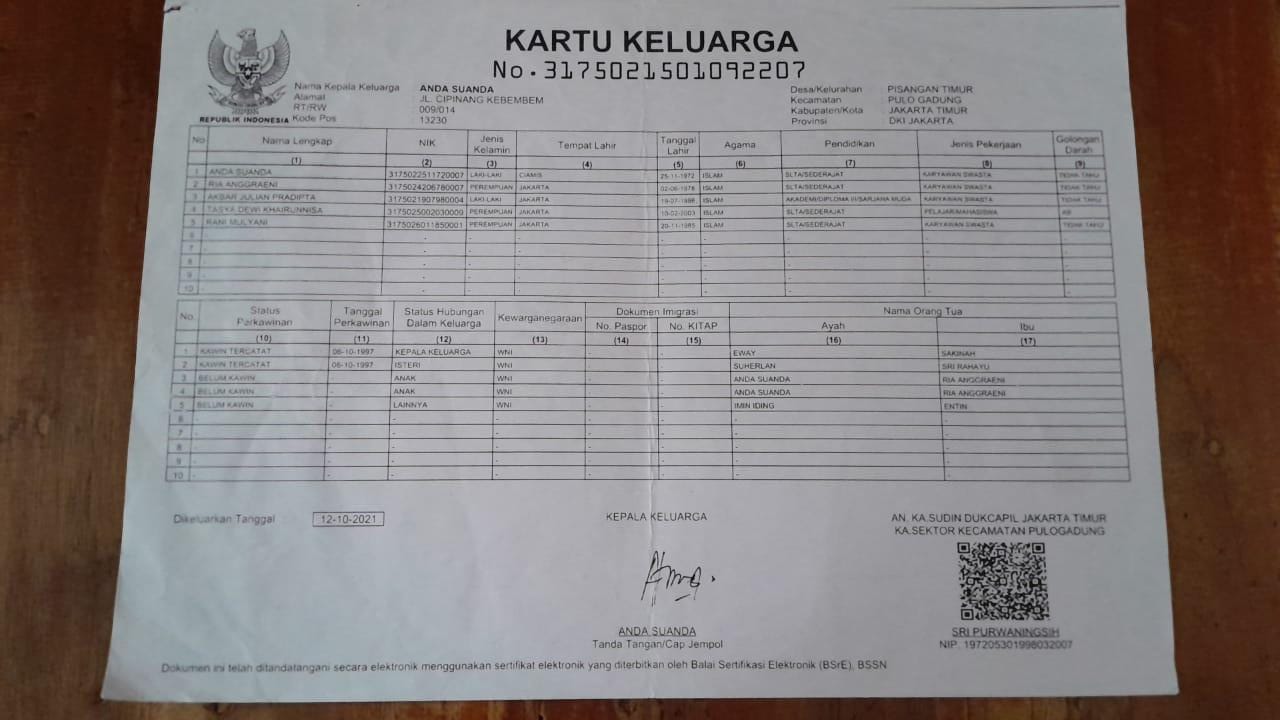 KARTU KELUARGA
No. 3175021501092207
Nama Kepala Keluarga ANDA SUANDA
Alamat JL. CIPINANG KEBEMBEM
RT/RW 009/014
Kode Pos 13230
REPUBLIK INDONESIA
Desa/Kelurahan : PISANGAN TIMUR
Kecamatan : PULO GADUNG
Kabupaten/Kota : JAKARTA TIMUR
Provinsi : DKI JAKARTA
No Nama Lengkap NIK Jenis Kelamin Tempat Lahir Tanggal Lahir Agama Pendidikan Jenis Pekerjaan Golongan Darah
(1) (2) (3) (4) (5) (6) (7) (8) (9)
1 ANDA SUANDA 3175022511720007 LAKI-LAKI CIAMIS 25-11-1972 ISLAM SLTA/SEDERAJAT KARYAWAN SWASTA TIDAK TAHU
2 RIA ANGGRAENI 3175024206780007 PEREMPUAN JAKARTA 02-06-1978 ISLAM SLTA/SEDERAJAT KARYAWAN SWASTA TIDAK TAHU
3 AKBAR JULIAN PRADIPTA 3175021907980004 LAKI-LAKI JAKARTA 19-07-1998 ISLAM AKADEMI/DIPLOMA III/SARJANA MUDA KARYAWAN SWASTA TIDAK TAHU
4 TASYA DEWI KHAIRUNNISA 3175025002030009 PEREMPUAN JAKARTA 10-02-2003 ISLAM SLTA/SEDERAJAT PELAJAR/MAHASISWA
5 RANI MULYANI 3175026011850001 PEREMPUAN JAKARTA 20-11-1985 ISLAM SLTA/SEDERAJAT KARYAWAN SWASTA TIDAK TAHU
6 - - - - - - - -
7 - - - - - - - -
8 - - - - - - - -
9 - - - - - - - -
10 - - - - - - - -
No. Status Perkawinan Tanggal Perkawinan Status Hubungan Dalam Keluarga Kewarganegaraan Dokumen Imigrasi Nama Orang Tua
No. Paspor No. KITAP Ayah Ibu
(10) (11) (12) (13) (14) (15) (16) (17)
1 KAWIN TERCATAT 06-10-1997 KEPALA KELUARGA WNI - - EWAY SAKINAH
2 KAWIN TERCATAT 06-10-1997 ISTERI WNI - - SUHERLAN SRI RAHAYU
3 BELUM KAWIN - ANAK WNI - - ANDA SUANDA RIA ANGGRAENI
4 BELUM KAWIN - ANAK WNI - - ANDA SUANDA RIA ANGGRAENI
5 BELUM KAWIN - LAINNYA WNI - - IMIN IDING ENTIN
6 - - - - - - - -
7 - - - - - - - -
8 - - - - - - - -
9 - - - - - - - -
10 - - - - - - - -
Dikeluarkan Tanggal 12-10-2021
KEPALA KELUARGA
ANDA SUANDA
Tanda Tangan/Cap Jempol
AN. KA.SUDIN DUKCAPIL JAKARTA TIMUR
KA.SEKTOR KECAMATAN PULOGADUNG
SRI PURWANINGSIH
NIP. 197205301998032007
Dokumen ini telah ditandatangani secara elektronik menggunakan sertifikat elektronik yang diterbitkan oleh Balai Sertifikasi Elektronik (BSrE), BSSN